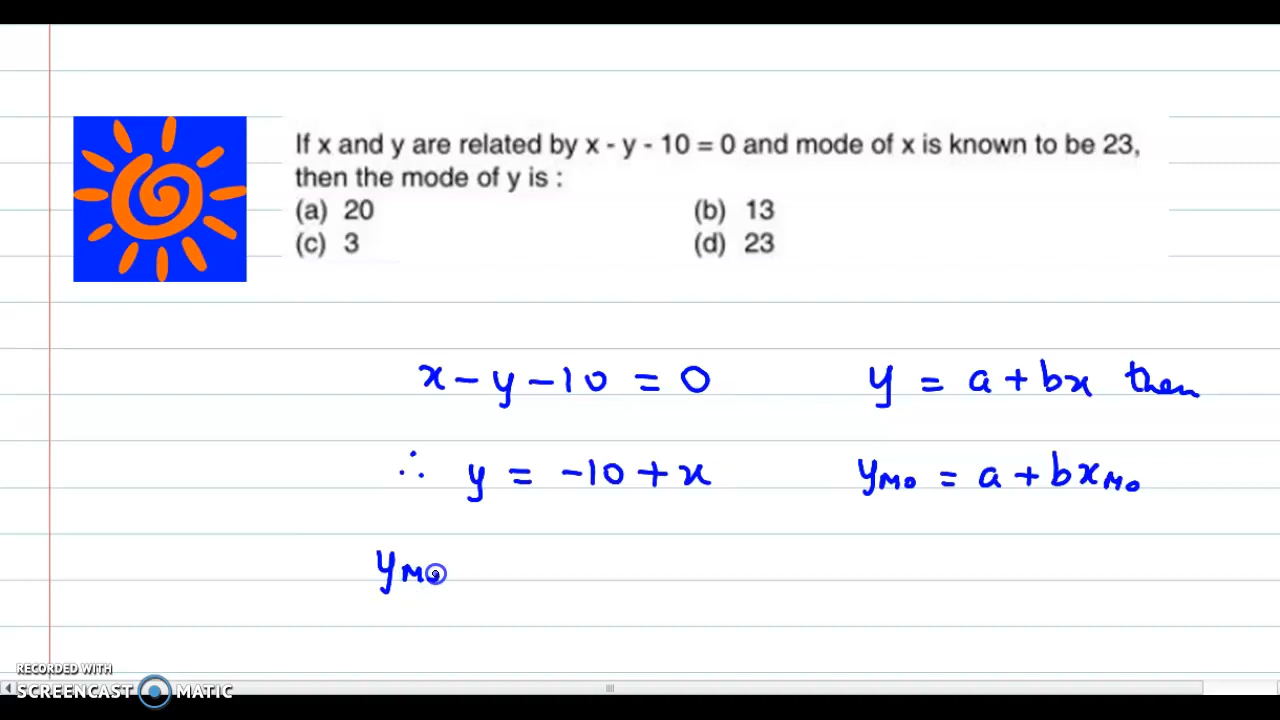 If x and y are related by x - y - 10 = 0 and mode of x is known to be 23,
then the mode of y is :
(a) 20 (b) 13
(c) 3 (d) 23
x - y - 10 = 0 y = a + bx then
∴ y = -10 + x yMo = a + bxMo
yMo
RECORDED WITH
SCREENCAST MATIC